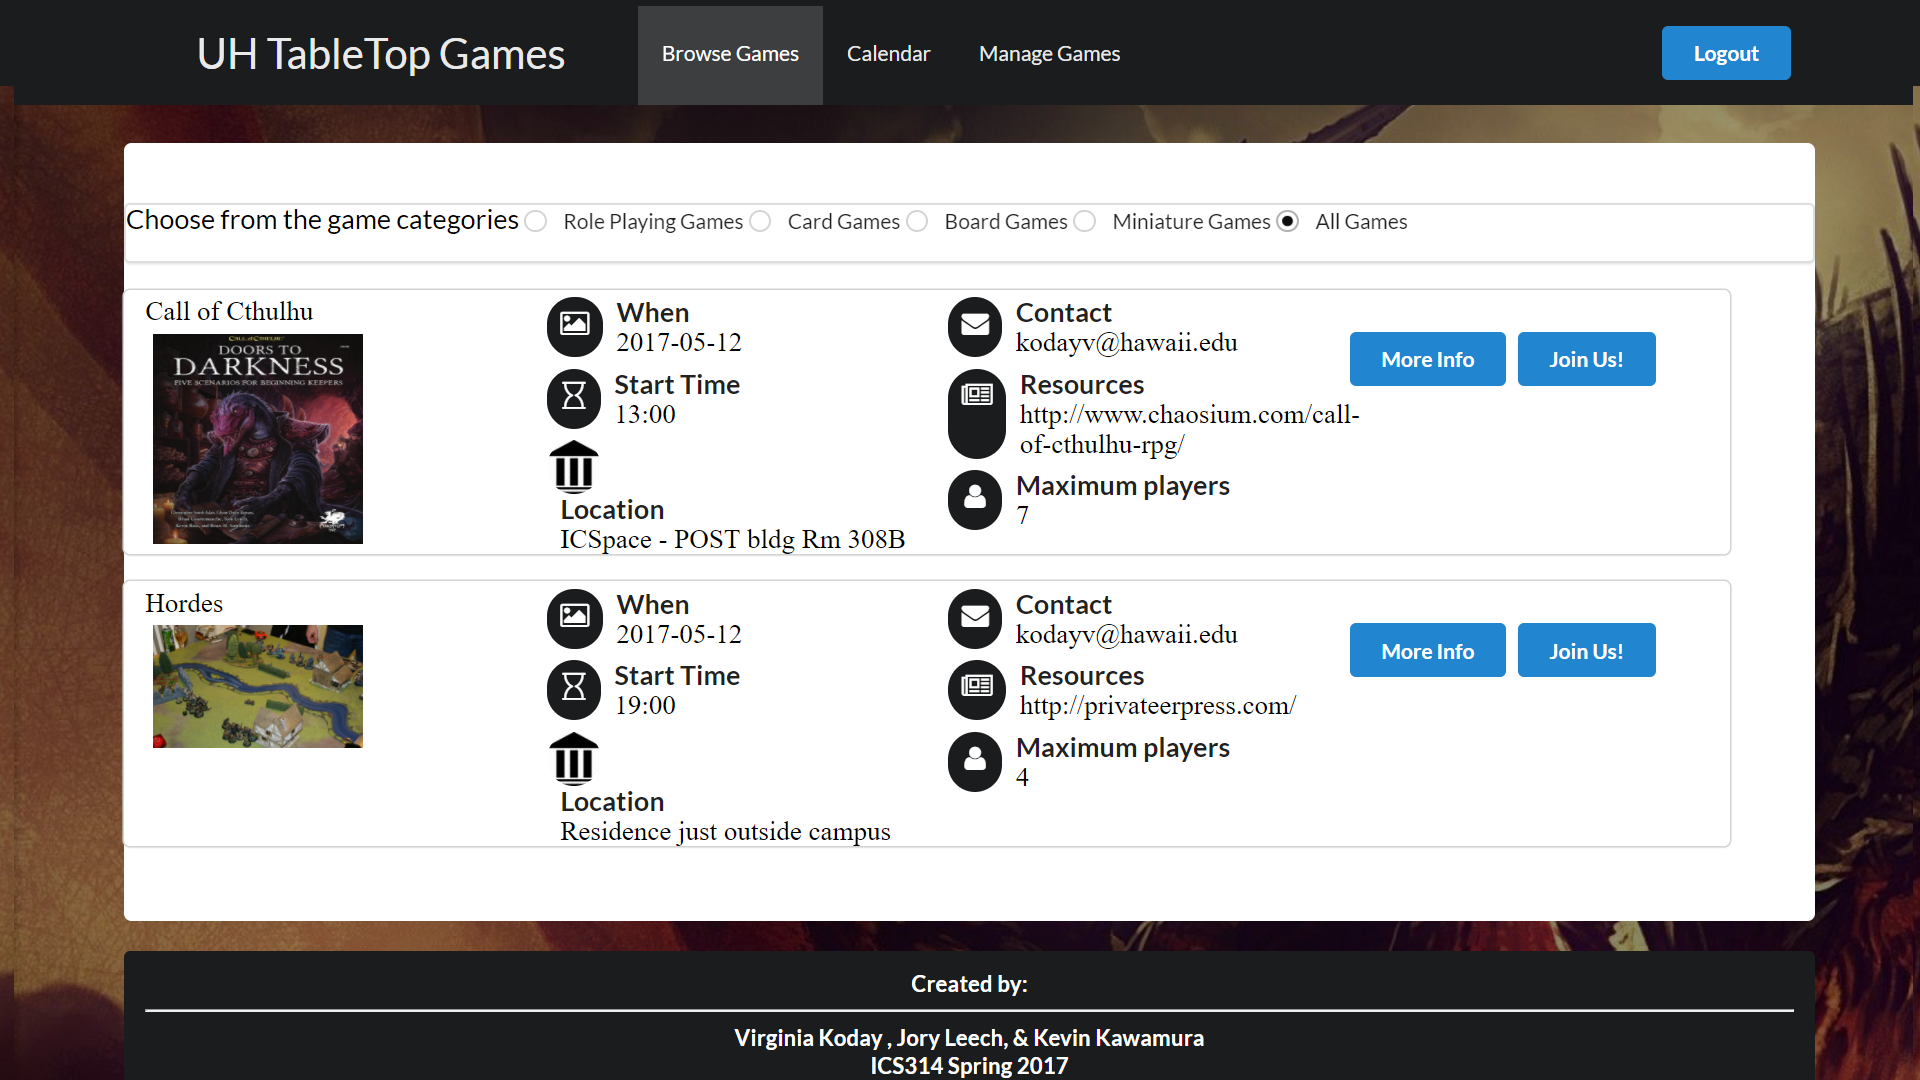 UH TableTop Games
Browse Games
Calendar
Manage Games
Logout
Choose from the game categories
Role Playing Games
Card Games
Board Games
Miniature Games
All Games
Call of Cthulhu
CALL of CTHULHU
DOORS TO
DARKNESS
FIVE SCENARIOS FOR BEGINNING KEEPERS
When
2017-05-12
Start Time
13:00
Location
ICSpace - POST bldg Rm 308B
Contact
kodayv@hawaii.edu
Resources
http://www.chaosium.com/call-
of-cthulhu-rpg/
Maximum players
7
More Info
Join Us!
Hordes
When
2017-05-12
Start Time
19:00
Location
Residence just outside campus
Contact
kodayv@hawaii.edu
Resources
http://privateerpress.com/
Maximum players
4
More Info
Join Us!
Created by:
Virginia Koday , Jory Leech, & Kevin Kawamura
ICS314 Spring 2017